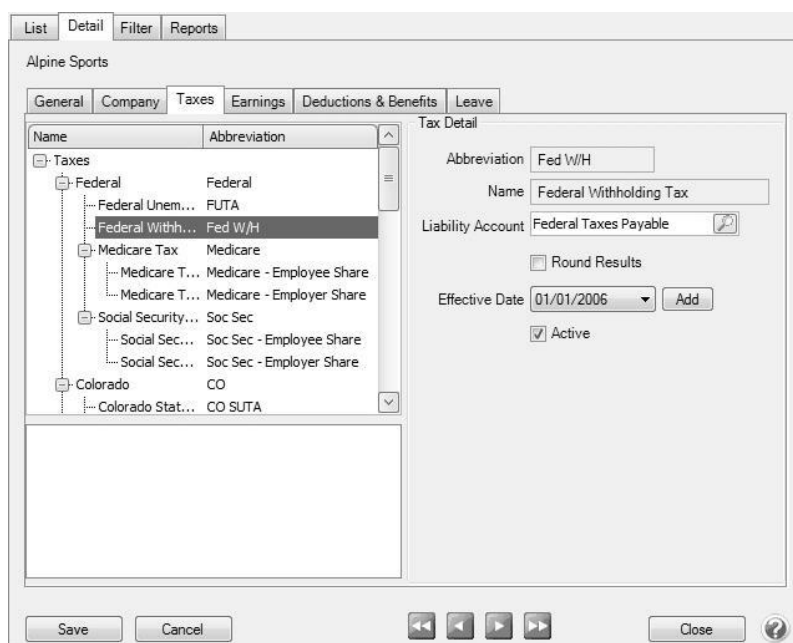 List Detail Filter Reports
Alpine Sports
General Company Taxes Earnings Deductions & Benefits Leave
Name Abbreviation
Taxes
Federal Federal
Federal Unem... FUTA
Federal Withh... Fed W/H
Medicare Tax Medicare
Medicare T... Medicare - Employee Share
Medicare T... Medicare - Employer Share
Social Security... Soc Sec
Social Sec... Soc Sec - Employee Share
Social Sec... Soc Sec - Employer Share
Colorado CO
Colorado Stat... CO SUTA
Tax Detail
Abbreviation Fed W/H
Name Federal Withholding Tax
Liability Account Federal Taxes Payable
Round Results
Effective Date 01/01/2006 Add
Active
Save Cancel Close ?